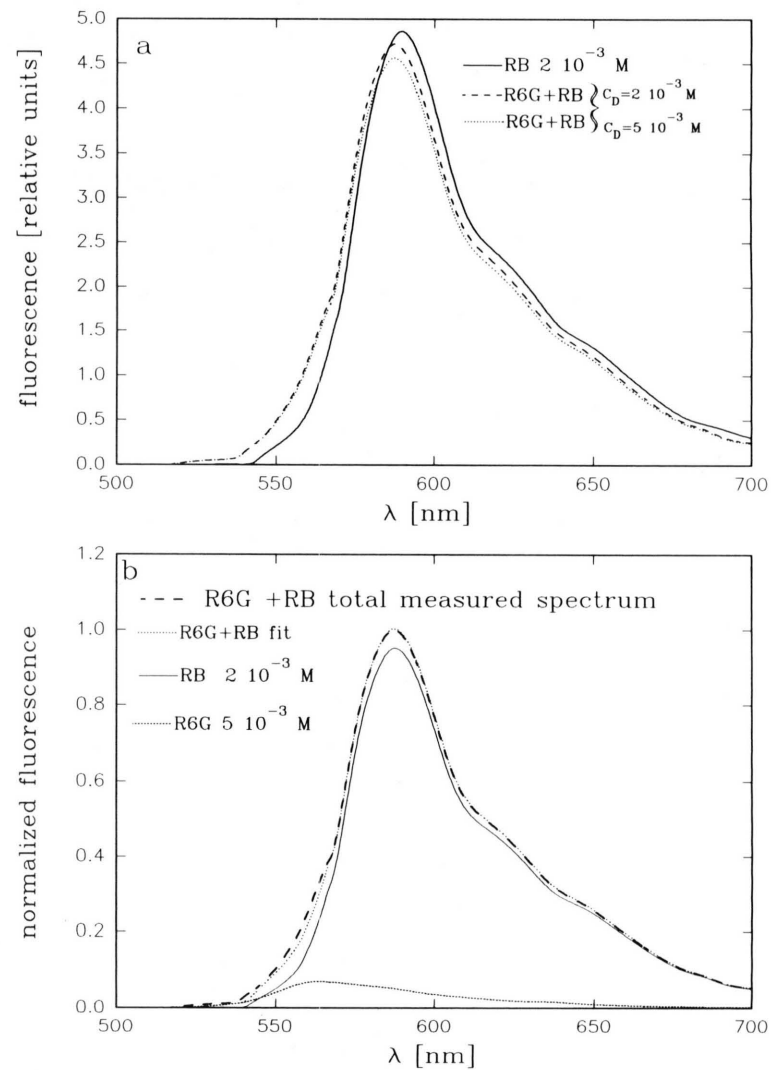 a
5.0
4.5
4.0
3.5
3.0
2.5
2.0
1.5
1.0
0.5
0.0
fluorescence [relative units]
RB 2 10⁻³ M
R6G+RB } C_D=2 10⁻³ M
R6G+RB } C_D=5 10⁻³ M
500 550 600 650 700
λ [nm]
b
1.2
1.0
0.8
0.6
0.4
0.2
0.0
normalized fluorescence
R6G +RB total measured spectrum
R6G+RB fit
RB 2 10⁻³ M
R6G 5 10⁻³ M
500 550 600 650 700
λ [nm]